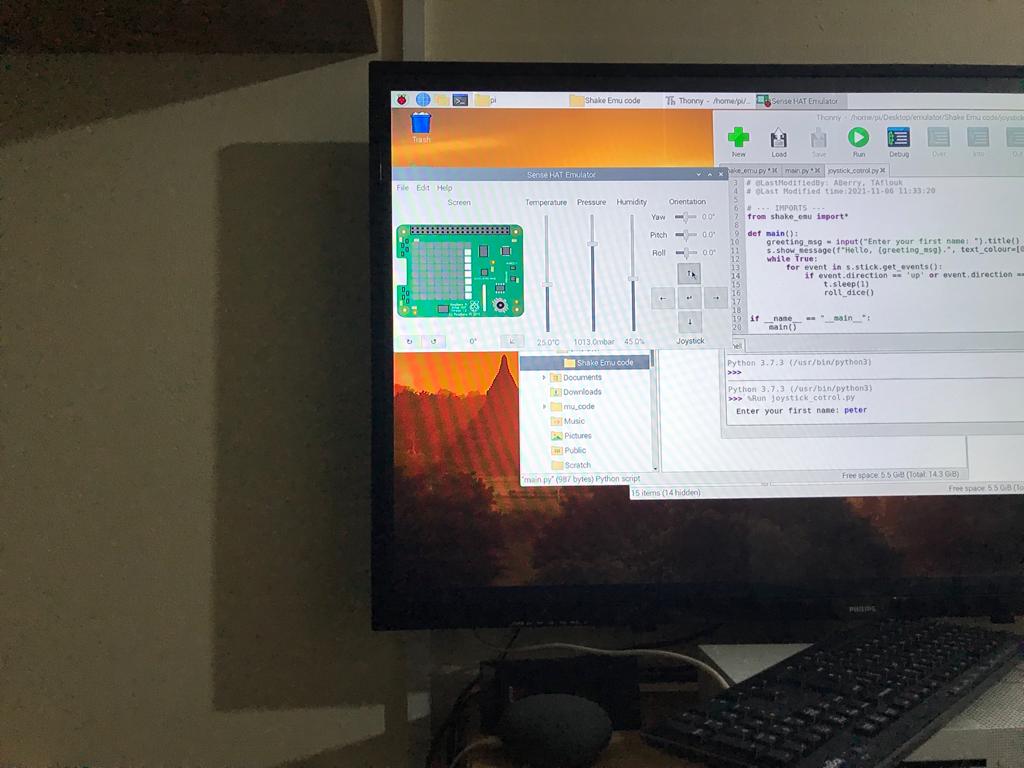 pi
Shake Emu code
Thonny - /home/pi/...
Sense HAT Emulator
Trash
Thonny - /home/pi/Desktop/emulator/Shake Emu code/joystick
New
Load
Save
Run
Debug
Over
Into
Out
main.py *
joystick_cotrol.py
Sense HAT Emulator
File Edit Help
Screen
Temperature
Pressure
Humidity
Orientation
Yaw
0.0°
Pitch
0.0°
Roll
0.0°
0°
25.0°C
1013.0mbar
45.0%
Joystick
3 # @LastModifiedBy: ABerry, TAflouk
4 # @Last Modified time:2021-11-06 11:33:20
5
6 # --- IMPORTS ---
7 from shake_emu import*
8
9 def main():
10 greeting_msg = input("Enter your first name: ").title()
11 s.show_message(f"Hello, {greeting_msg}.", text_colour=[
12 while True:
13 for event in s.stick.get_events():
14 if event.direction == 'up' or event.direction ==
15 t.sleep(1)
16 roll_dice()
17
18
19 if __name__ == "__main__":
20 main()
Python 3.7.3 (/usr/bin/python3)
>>>
Python 3.7.3 (/usr/bin/python3)
>>> %Run joystick_cotrol.py
Enter your first name: peter
Shake Emu code
Documents
Downloads
mu_code
Music
Pictures
Public
Scratch
"main.py" (987 bytes) Python script
Free space: 5.5 GiB (Total: 14.3 GiB)
15 items (14 hidden)
Free space: 5.5 GiB (To
PHILIPS